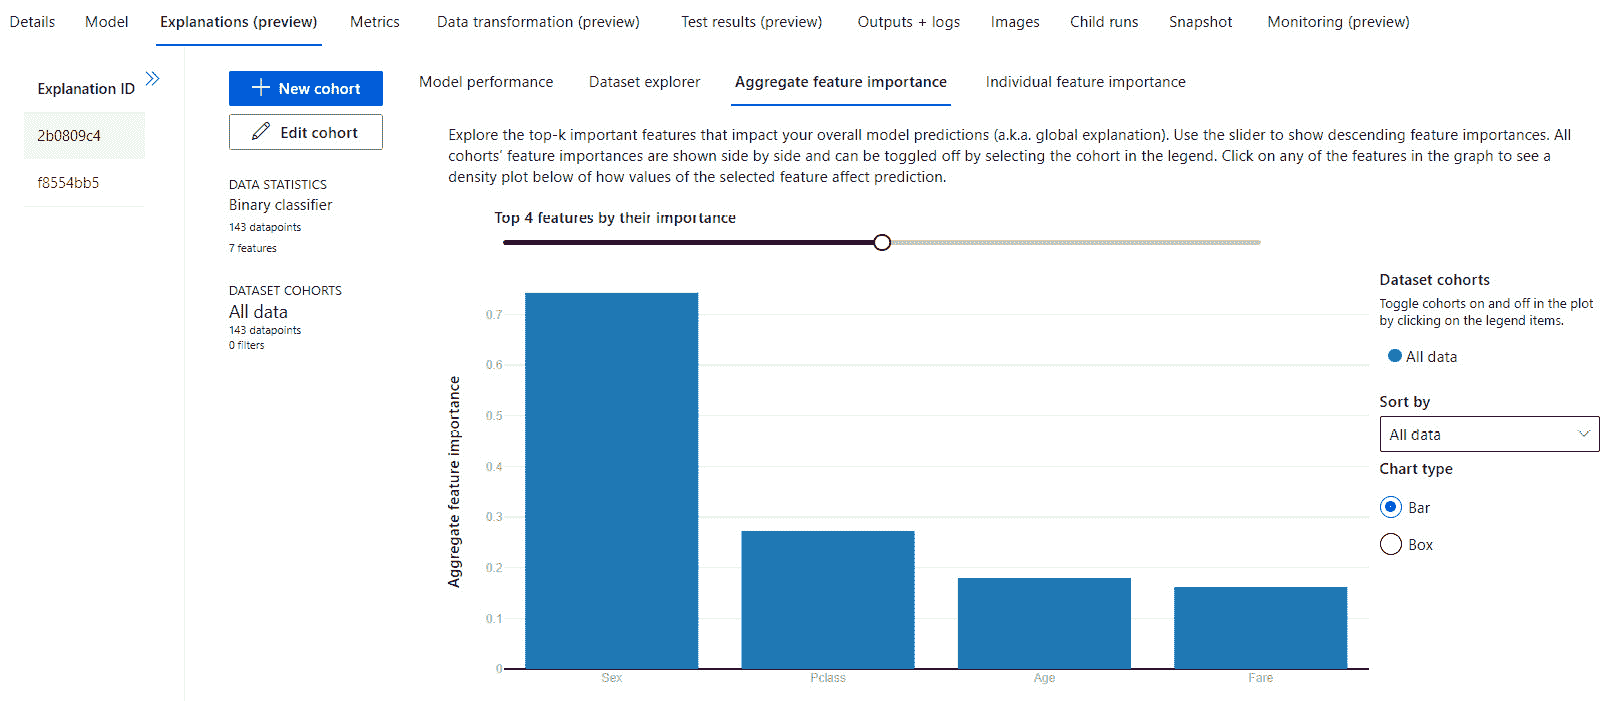 Details Model Explanations (preview) Metrics Data transformation (preview) Test results (preview) Outputs + logs Images Child runs Snapshot Monitoring (preview)
Explanation ID
2b0809c4
f8554bb5
New cohort
Edit cohort
DATA STATISTICS
Binary classifier
143 datapoints
7 features
DATASET COHORTS
All data
143 datapoints
0 filters
Model performance Dataset explorer Aggregate feature importance Individual feature importance
Explore the top-k important features that impact your overall model predictions (a.k.a. global explanation). Use the slider to show descending feature importances. All
cohorts' feature importances are shown side by side and can be toggled off by selecting the cohort in the legend. Click on any of the features in the graph to see a
density plot below of how values of the selected feature affect prediction.
Top 4 features by their importance
Aggregate feature importance
0.7
0.6
0.5
0.4
0.3
0.2
0.1
0
Sex Pclass Age Fare
Dataset cohorts
Toggle cohorts on and off in the plot
by clicking on the legend items.
All data
Sort by
All data
Chart type
Bar
Box